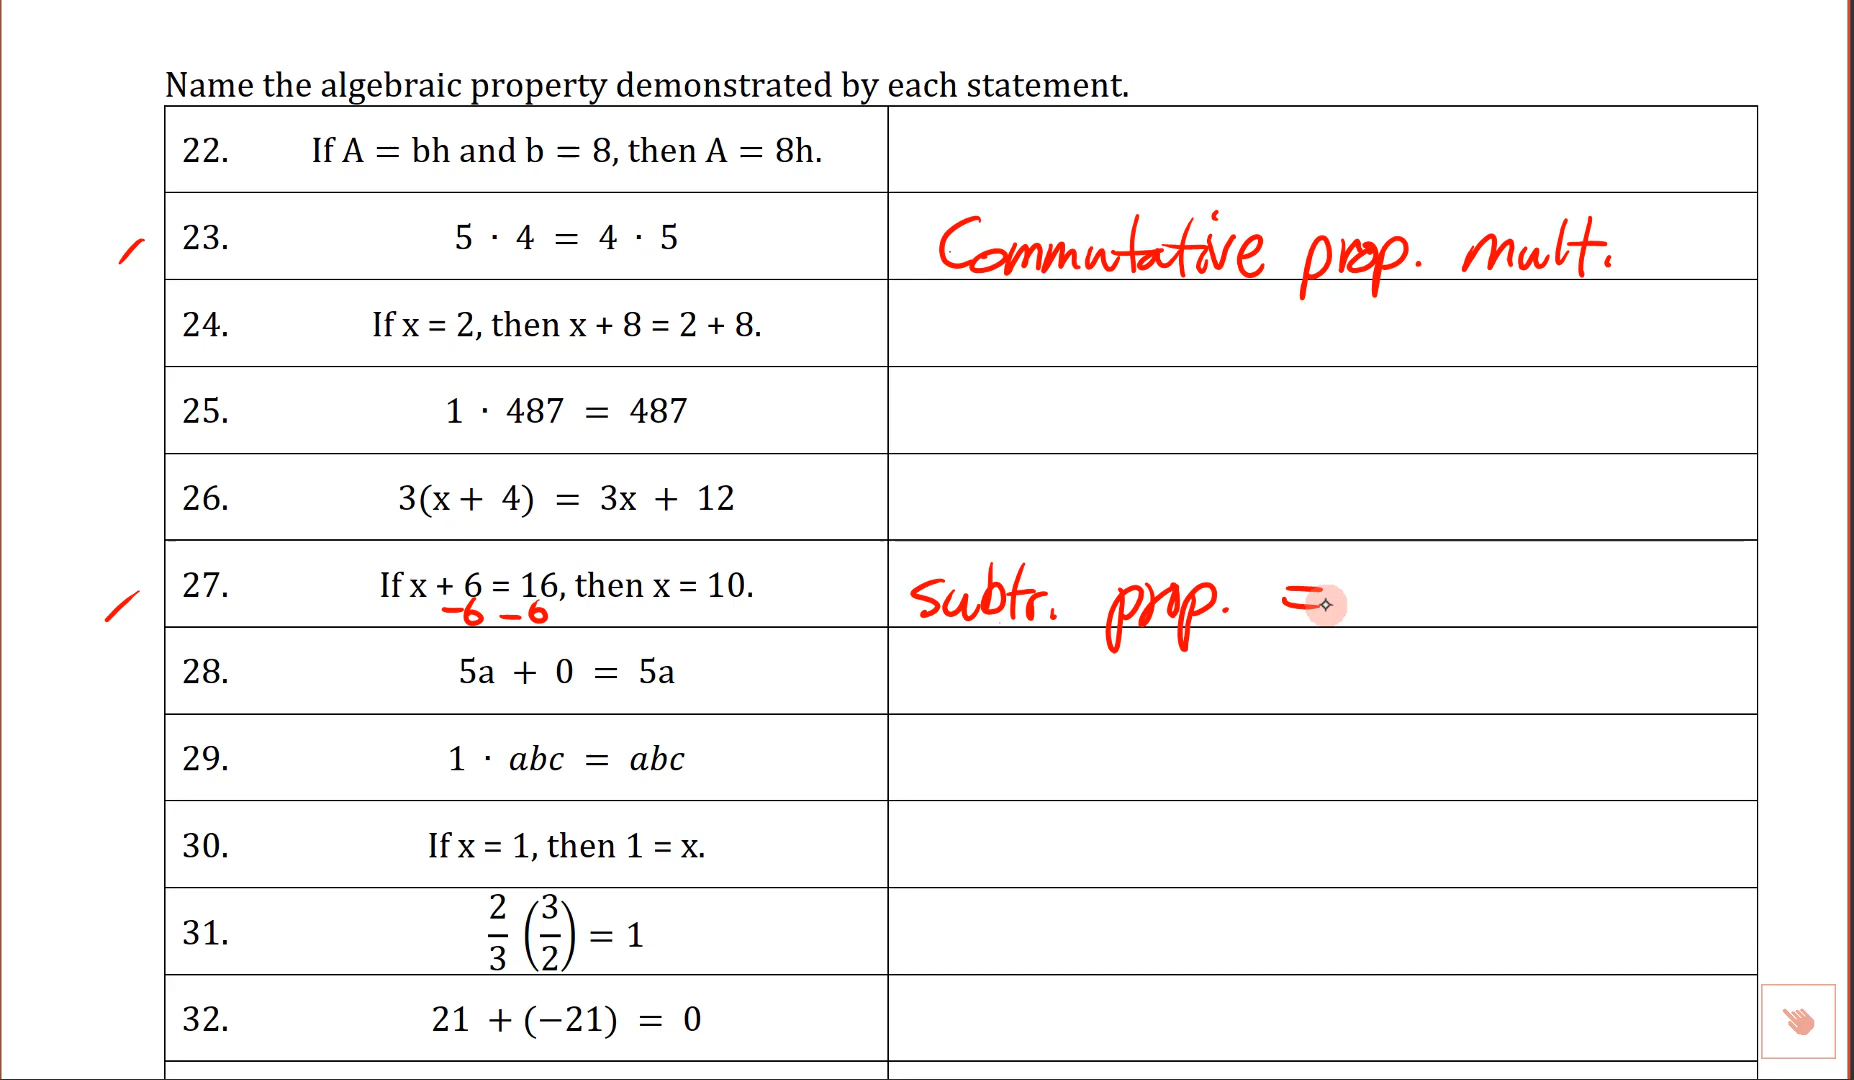 Name the algebraic property demonstrated by each statement.
22. If A = bh and b = 8, then A = 8h.
23. 5 · 4 = 4 · 5 Commutative prop. mult.
24. If x = 2, then x + 8 = 2 + 8.
25. 1 · 487 = 487
26. 3(x + 4) = 3x + 12
27. If x + 6 = 16, then x = 10. subtr. prop. =
-6 -6
28. 5a + 0 = 5a
29. 1 · abc = abc
30. If x = 1, then 1 = x.
31. 2/3 (3/2) = 1
32. 21 + (−21) = 0